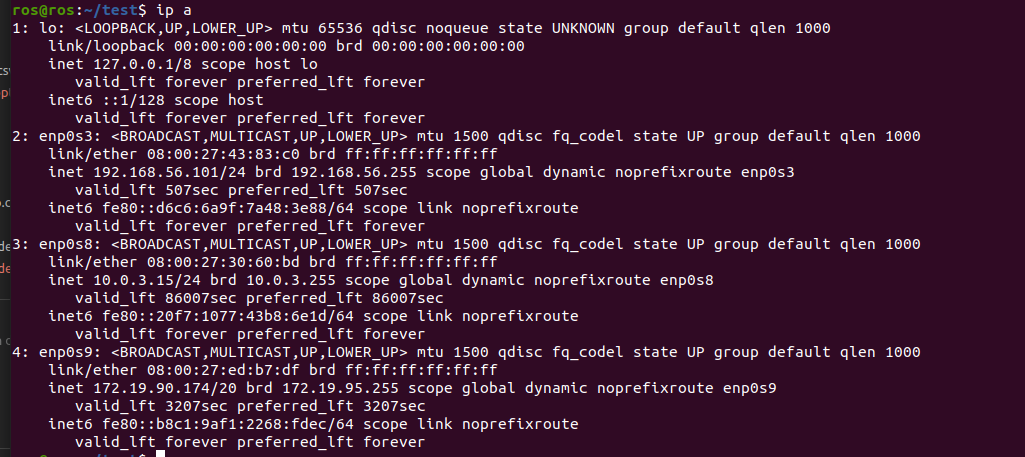 ros@ros:~/test$ ip a
1: lo: <LOOPBACK,UP,LOWER_UP> mtu 65536 qdisc noqueue state UNKNOWN group default qlen 1000
link/loopback 00:00:00:00:00:00 brd 00:00:00:00:00:00
inet 127.0.0.1/8 scope host lo
valid_lft forever preferred_lft forever
inet6 ::1/128 scope host
valid_lft forever preferred_lft forever
2: enp0s3: <BROADCAST,MULTICAST,UP,LOWER_UP> mtu 1500 qdisc fq_codel state UP group default qlen 1000
link/ether 08:00:27:43:83:c0 brd ff:ff:ff:ff:ff:ff
inet 192.168.56.101/24 brd 192.168.56.255 scope global dynamic noprefixroute enp0s3
valid_lft 507sec preferred_lft 507sec
inet6 fe80::d6c6:6a9f:7a48:3e88/64 scope link noprefixroute
valid_lft forever preferred_lft forever
3: enp0s8: <BROADCAST,MULTICAST,UP,LOWER_UP> mtu 1500 qdisc fq_codel state UP group default qlen 1000
link/ether 08:00:27:30:60:bd brd ff:ff:ff:ff:ff:ff
inet 10.0.3.15/24 brd 10.0.3.255 scope global dynamic noprefixroute enp0s8
valid_lft 86007sec preferred_lft 86007sec
inet6 fe80::20f7:1077:43b8:6e1d/64 scope link noprefixroute
valid_lft forever preferred_lft forever
4: enp0s9: <BROADCAST,MULTICAST,UP,LOWER_UP> mtu 1500 qdisc fq_codel state UP group default qlen 1000
link/ether 08:00:27:ed:b7:df brd ff:ff:ff:ff:ff:ff
inet 172.19.90.174/20 brd 172.19.95.255 scope global dynamic noprefixroute enp0s9
valid_lft 3207sec preferred_lft 3207sec
inet6 fe80::b8c1:9af1:2268:fdec/64 scope link noprefixroute
valid_lft forever preferred_lft forever